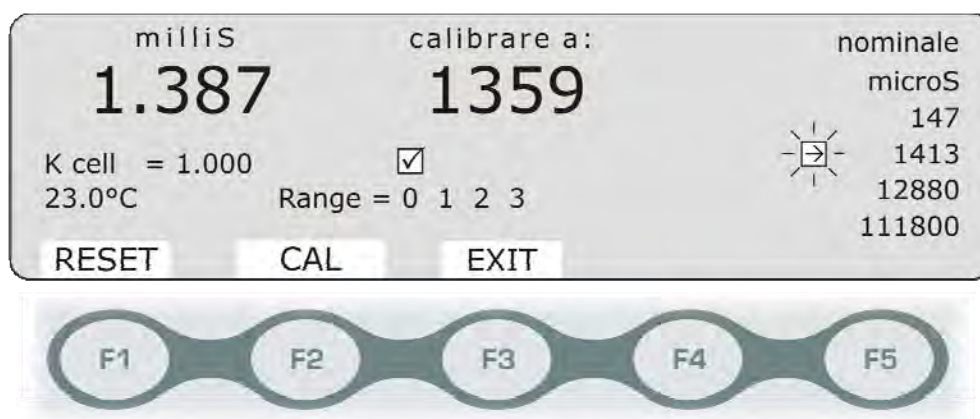 milliS calibrare a: nominale
1.387 1359 microS
147
K cell = 1.000 1413
23.0°C Range = 0 1 2 3 12880
111800
RESET CAL EXIT
F1 F2 F3 F4 F5